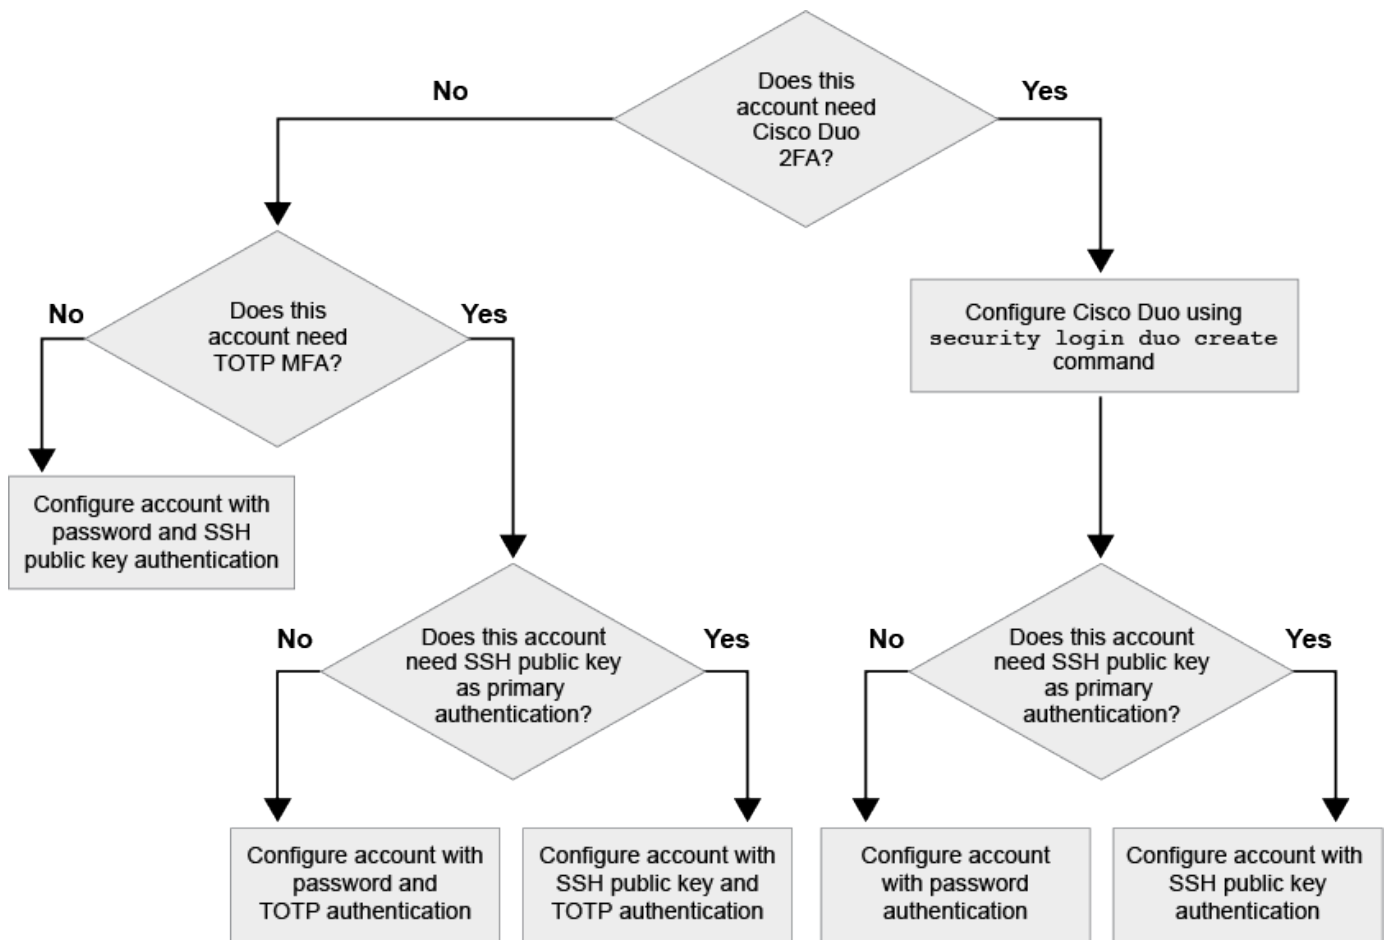 Does this
account need
Cisco Duo
2FA?
No
Yes
Does this
account need
TOTP MFA?
No
Yes
Configure Cisco Duo using
security login duo create
command
Configure account with
password and SSH
public key authentication
Does this account
need SSH public key
as primary
authentication?
No
Yes
Does this account
need SSH public key
as primary
authentication?
No
Yes
Configure account with
password and
TOTP authentication
Configure account with
SSH public key and
TOTP authentication
Configure account
with password
authentication
Configure account with
SSH public key
authentication